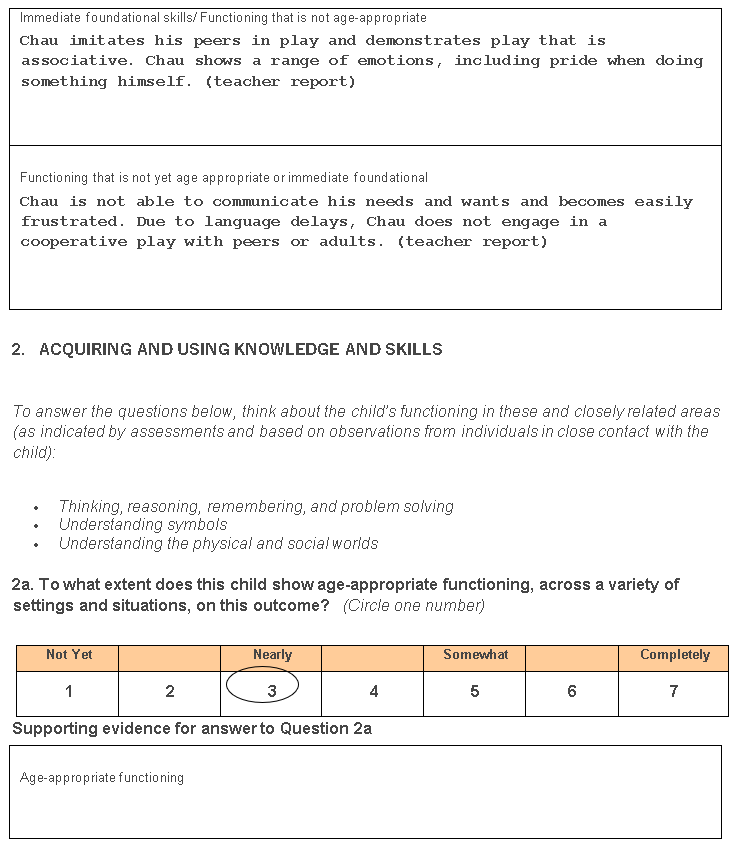 Immediate foundational skills/ Functioning that is not age-appropriate
Chau imitates his peers in play and demonstrates play that is
associative. Chau shows a range of emotions, including pride when doing
something himself. (teacher report)
Functioning that is not yet age appropriate or immediate foundational
Chau is not able to communicate his needs and wants and becomes easily
frustrated. Due to language delays, Chau does not engage in a
cooperative play with peers or adults. (teacher report)
2. ACQUIRING AND USING KNOWLEDGE AND SKILLS
To answer the questions below, think about the child's functioning in these and closely related areas
(as indicated by assessments and based on observations from individuals in close contact with the
child):
• Thinking, reasoning, remembering, and problem solving
• Understanding symbols
• Understanding the physical and social worlds
2a. To what extent does this child show age-appropriate functioning, across a variety of
settings and situations, on this outcome? (Circle one number)
Not Yet Nearly Somewhat Completely
1 2 3 4 5 6 7
Supporting evidence for answer to Question 2a
Age-appropriate functioning